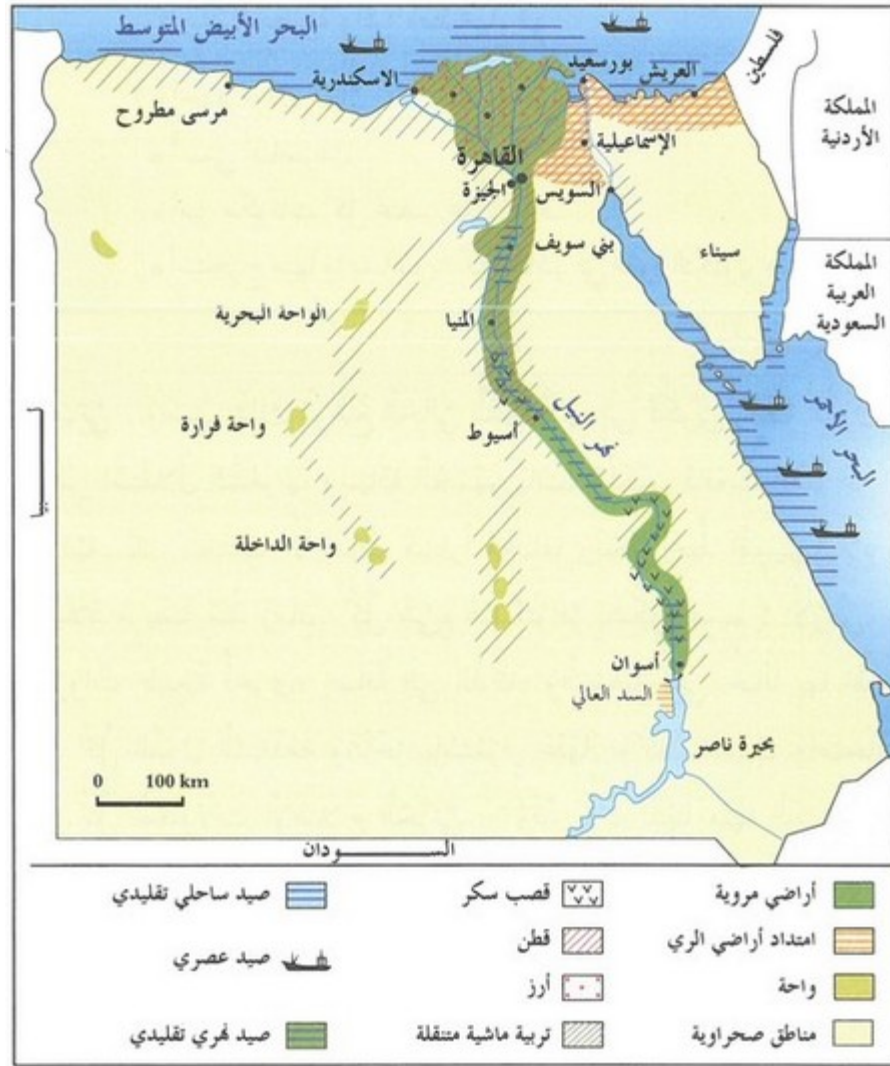 البحر الأبيض المتوسط
فلسطين
بورسعيد
العريش
الاسكندرية
مرسى مطروح
المملكة
الأردنية
الإسماعيلية
القاهرة
الجيزة
السويس
بني سويف
سيناء
المملكة
العربية
السعودية
الواحة البحرية
المنيا
البحر الأحمر
نهر النيل
واحة فرارة
أسيوط
ليبيا
واحة الداخلة
أسوان
السد العالي
بحيرة ناصر
0 100 km
الســـودان
أراضي مروية
قصب سكر
صيد ساحلي تقليدي
امتداد أراضي الري
قطن
صيد عصري
واحة
أرز
مناطق صحراوية
تربية ماشية متنقلة
صيد نهري تقليدي